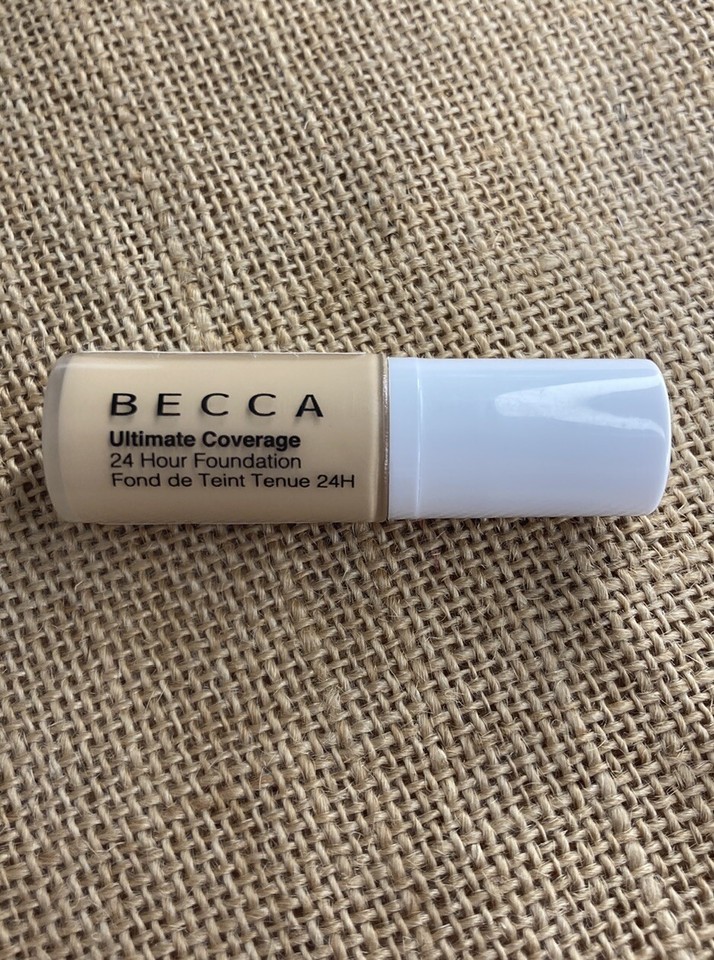 BECCA
Ultimate Coverage
24 Hour Foundation
Fond de Teint Tenue 24H